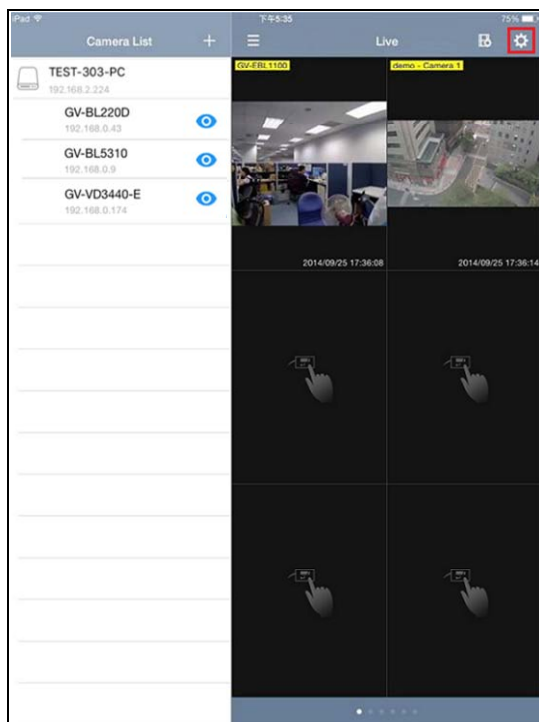 iPad
下午5:35
75%
Camera List
+
Live
TEST-303-PC
192.168.2.224
GV-BL220D
192.168.0.43
GV-BL5310
192.168.0.9
GV-VD3440-E
192.168.0.174
GV-EBL1100
demo - Camera 1
2014/09/25 17:36:08
2014/09/25 17:36:14